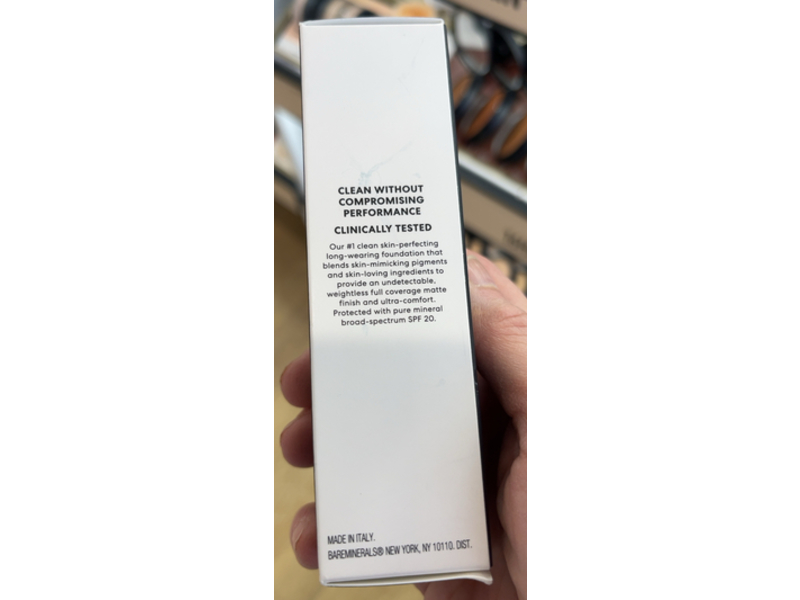 CLEAN WITHOUT
COMPROMISING
PERFORMANCE
CLINICALLY TESTED
Our #1 clean skin-perfecting
long-wearing foundation that
blends skin-mimicking pigments
and skin-loving ingredients to
provide an undetectable,
weightless full coverage matte
finish and ultra-comfort.
Protected with pure mineral
broad-spectrum SPF 20.
MADE IN ITALY.
BAREMINERALS® NEW YORK, NY 10110. DIST.